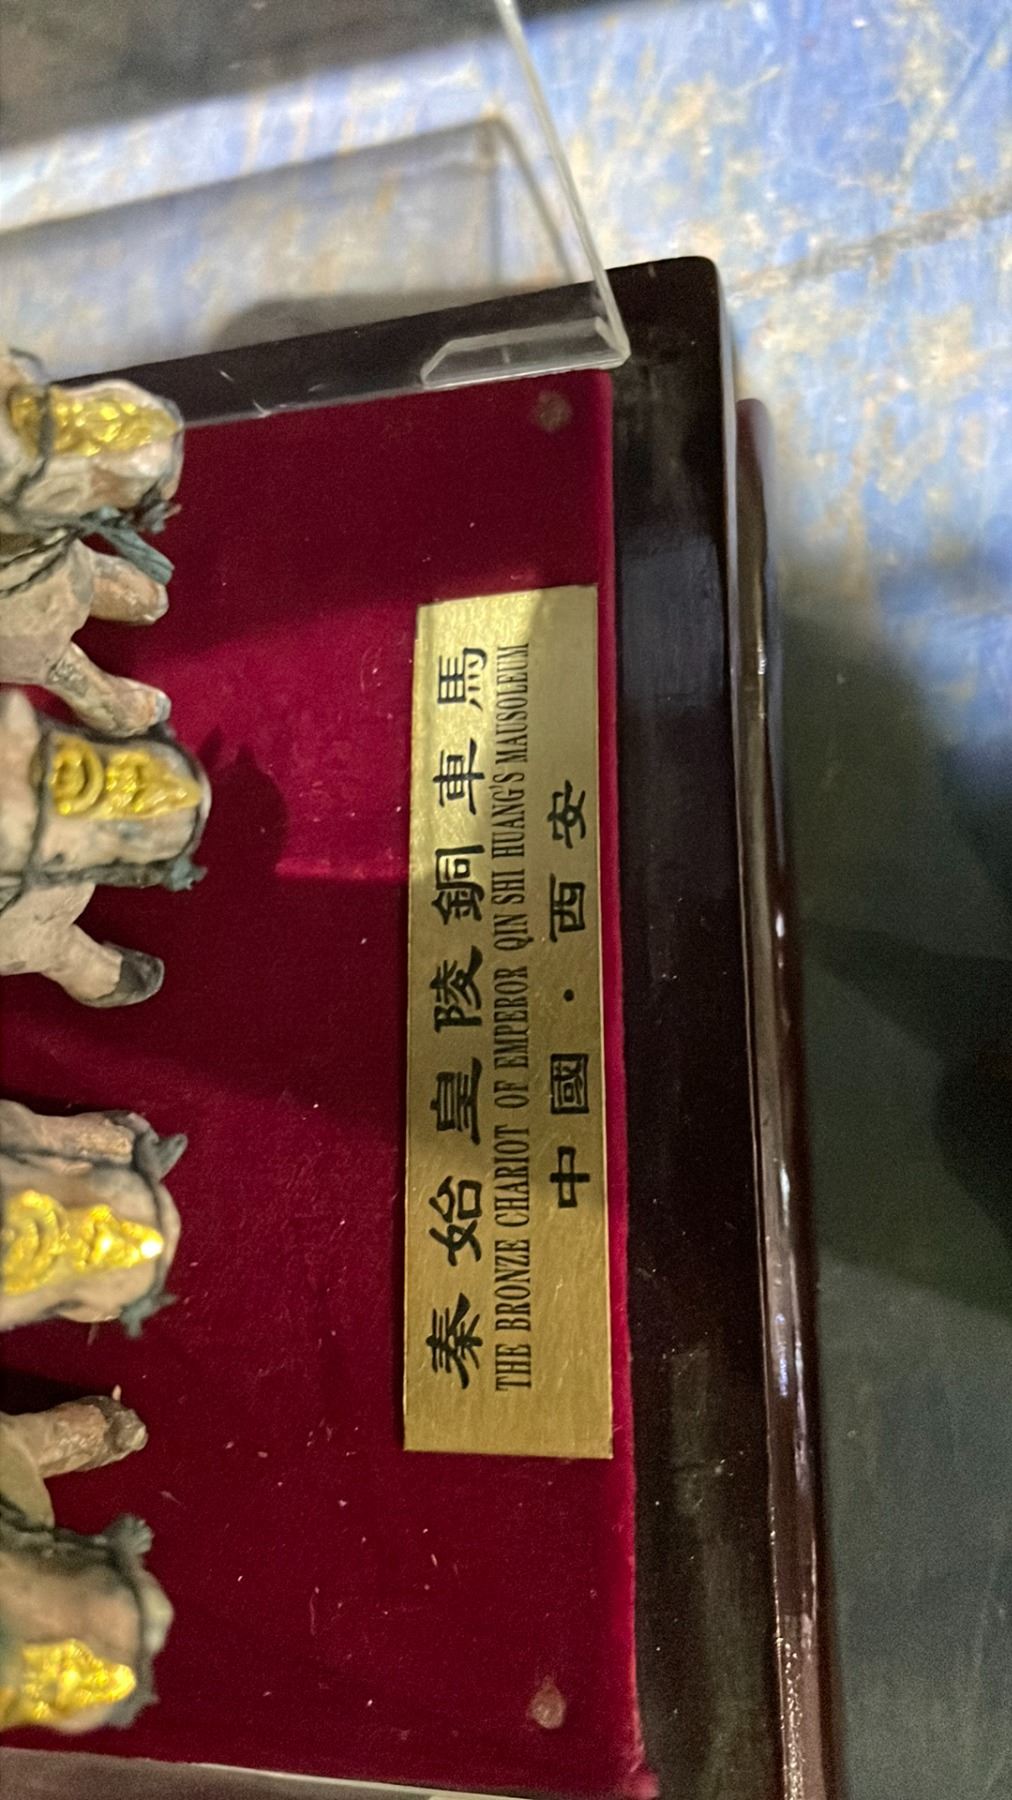 秦始皇陵銅車馬
THE BRONZE CHARIOT OF EMPEROR QIN SHI HUANG'S MAUSOLEUM
中國·西安